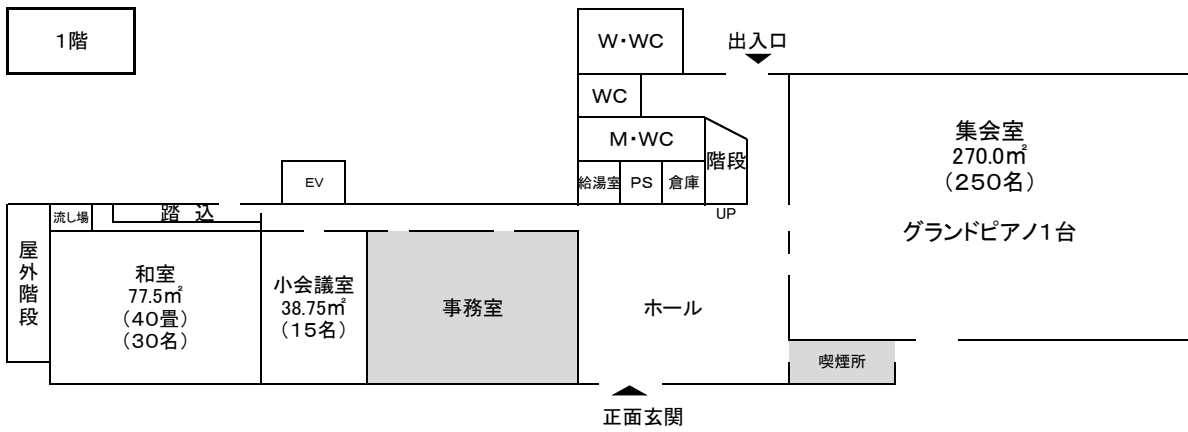 1階
W・WC
出入口
WC
M・WC
階段
集会室
270.0㎡
（250名）
グランドピアノ1台
EV
給湯室
PS
倉庫
UP
流し場
踏 込
屋外階段
和室
77.5㎡
（40畳）
（30名）
小会議室
38.75㎡
（15名）
事務室
ホール
喫煙所
正面玄関